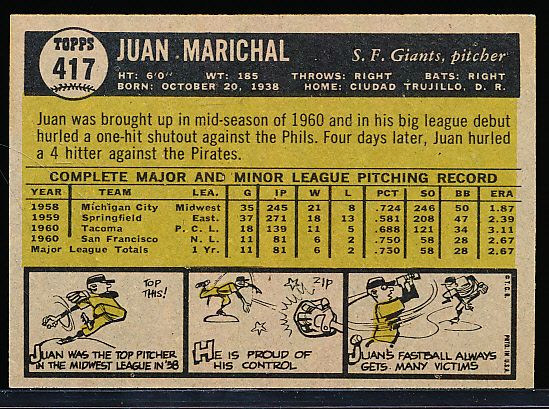 TOPPS
417
JUAN MARICHAL
S. F. Giants, pitcher
HT: 6'0" WT: 185 THROWS: RIGHT BATS: RIGHT
BORN: OCTOBER 20, 1938 HOME: CIUDAD TRUJILLO, D. R.
Juan was brought up in mid-season of 1960 and in his big league debut
hurled a one-hit shutout against the Phils. Four days later, Juan hurled
a 4 hitter against the Pirates.
COMPLETE MAJOR AND MINOR LEAGUE PITCHING RECORD
YEAR TEAM LEA. G IP W L PCT SO BB ERA
1958 Michigan City Midwest 35 245 21 8 .724 246 50 1.87
1959 Springfield East. 37 271 18 13 .581 208 47 2.39
1960 Tacoma P. C. L. 18 139 11 5 .688 121 34 3.11
1960 San Francisco N. L. 11 81 6 2 .750 58 28 2.67
Major League Totals 1 Yr. 11 81 6 2 .750 58 28 2.67
TOP THIS!
JUAN WAS THE TOP PITCHER
IN THE MIDWEST LEAGUE IN '58
ZIP
HE IS PROUD OF
HIS CONTROL
JUAN'S FASTBALL ALWAYS
GETS MANY VICTIMS
© T.C.G. PRTD. IN U.S.A.